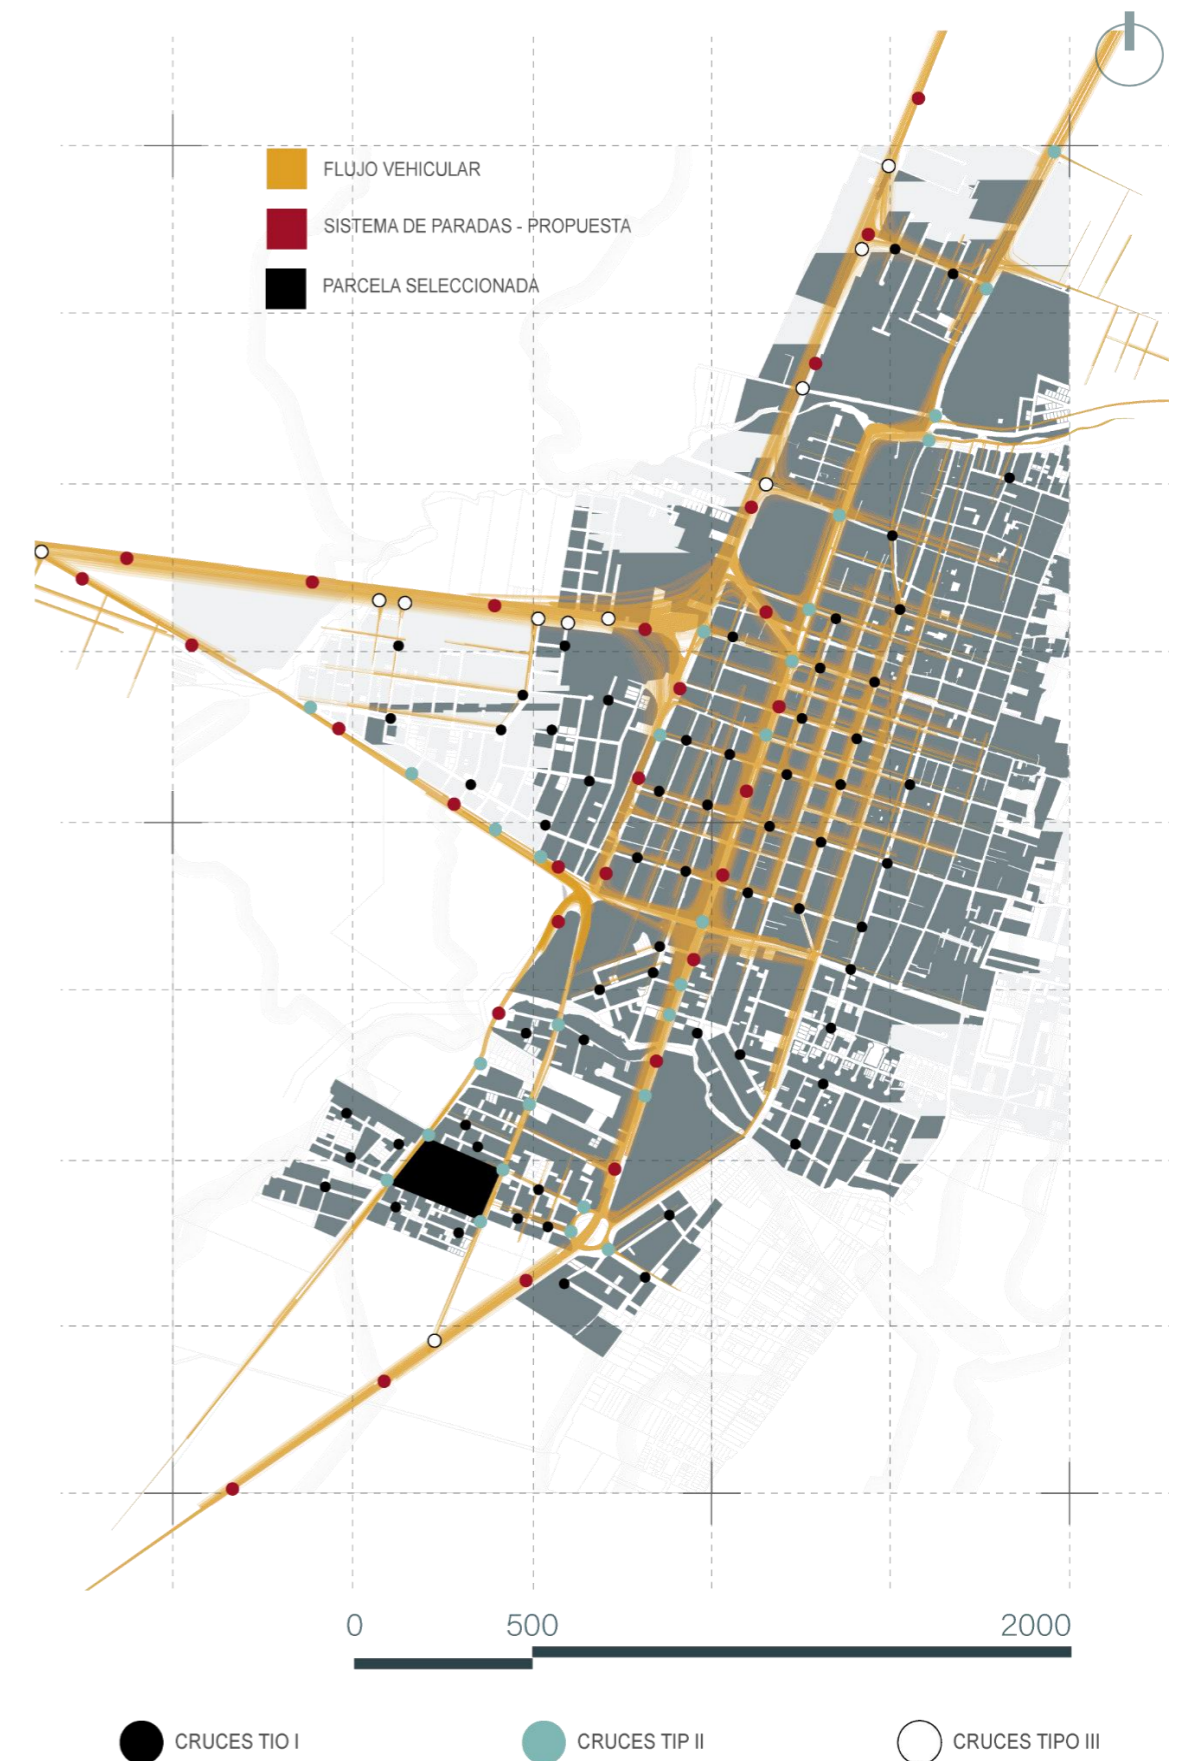 FLUJO VEHICULAR
SISTEMA DE PARADAS - PROPUESTA
PARCELA SELECCIONADA
0 500 2000
CRUCES TIO I CRUCES TIP II CRUCES TIPO III